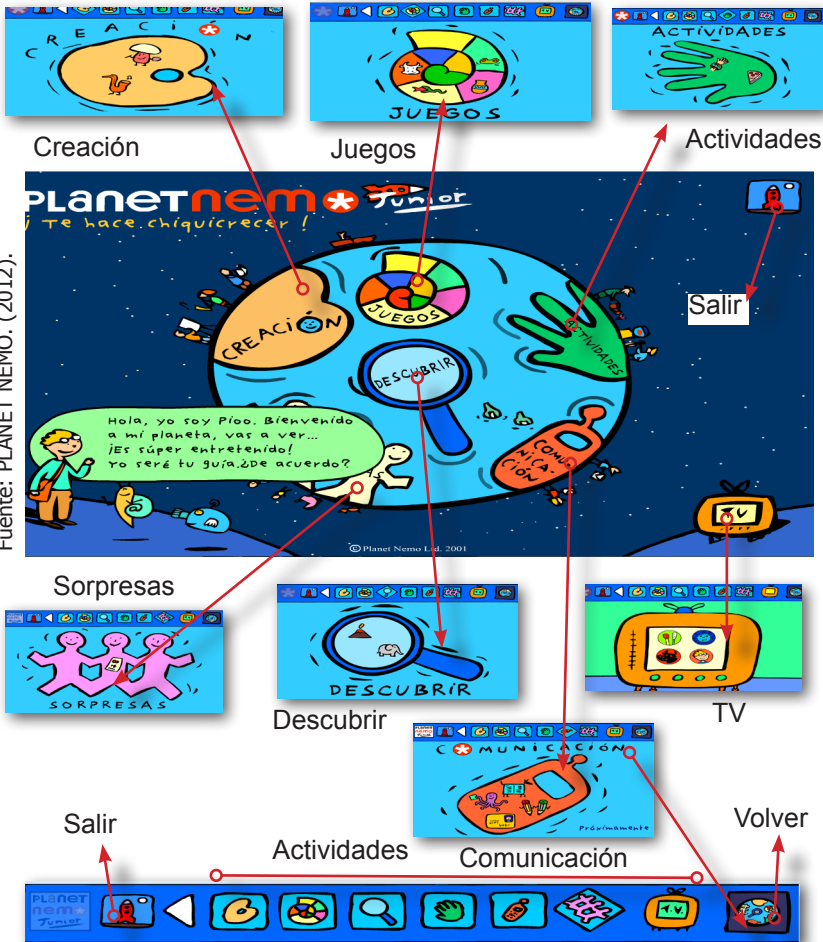 CREACIÓN
JUEGOS
ACTIVIDADES
Creación
Juegos
Actividades
Fuente: PLANET NEMO. (2012).
PLANETNEMO Junior
¡Te hace chiquicrecer!
Salir
CREACIÓN
JUEGOS
ACTIVIDADES
DESCUBRIR
Hola, yo soy Pioo. Bienvenido
a mi planeta, vas a ver...
¡Es súper entretenido!
Yo seré tu guía.¿De acuerdo?
COMU
NICA.
CIÓN
TV
© Planet Nemo Ltd. 2001
Sorpresas
SORPRESAS
DESCUBRIR
Descubrir
TV
COMUNICACIÓN
Próximamente
Comunicación
Salir
Actividades
Volver
PLANET
nemo
Junior
T.V.